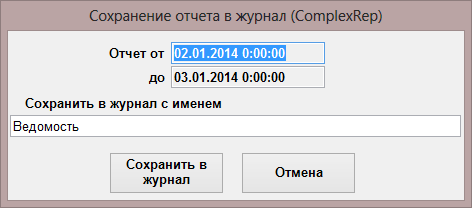 Сохранение отчета в журнал (ComplexRep)
Отчет от 02.01.2014 0:00:00
до 03.01.2014 0:00:00
Сохранить в журнал с именем
Ведомость
Сохранить в Отмена
журнал